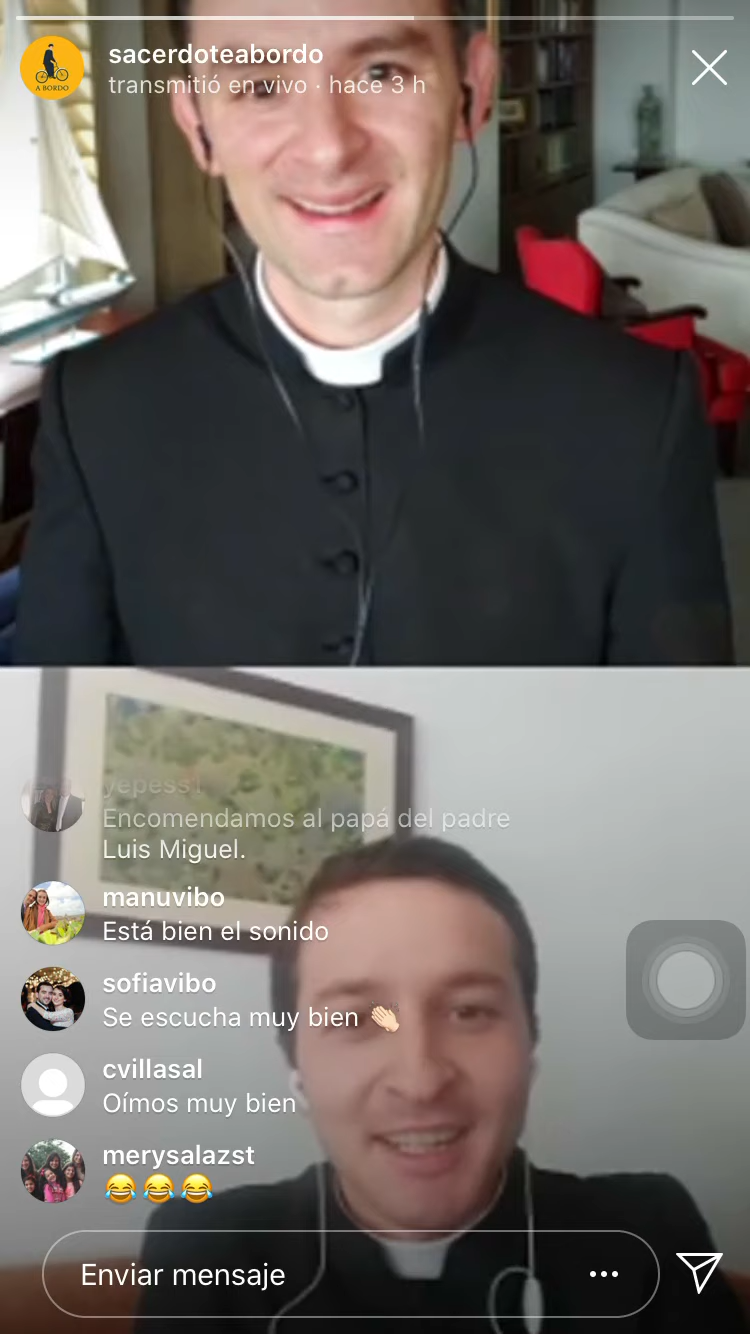 sacerdoteabordo
transmitió en vivo · hace 3 h
A BORDO
yepess1
Encomendamos al papá del padre
Luis Miguel.
manuvibo
Está bien el sonido
sofiavibo
Se escucha muy bien 👏🏻
cvillasal
Oímos muy bien
merysalazst
😂😂😂
Enviar mensaje